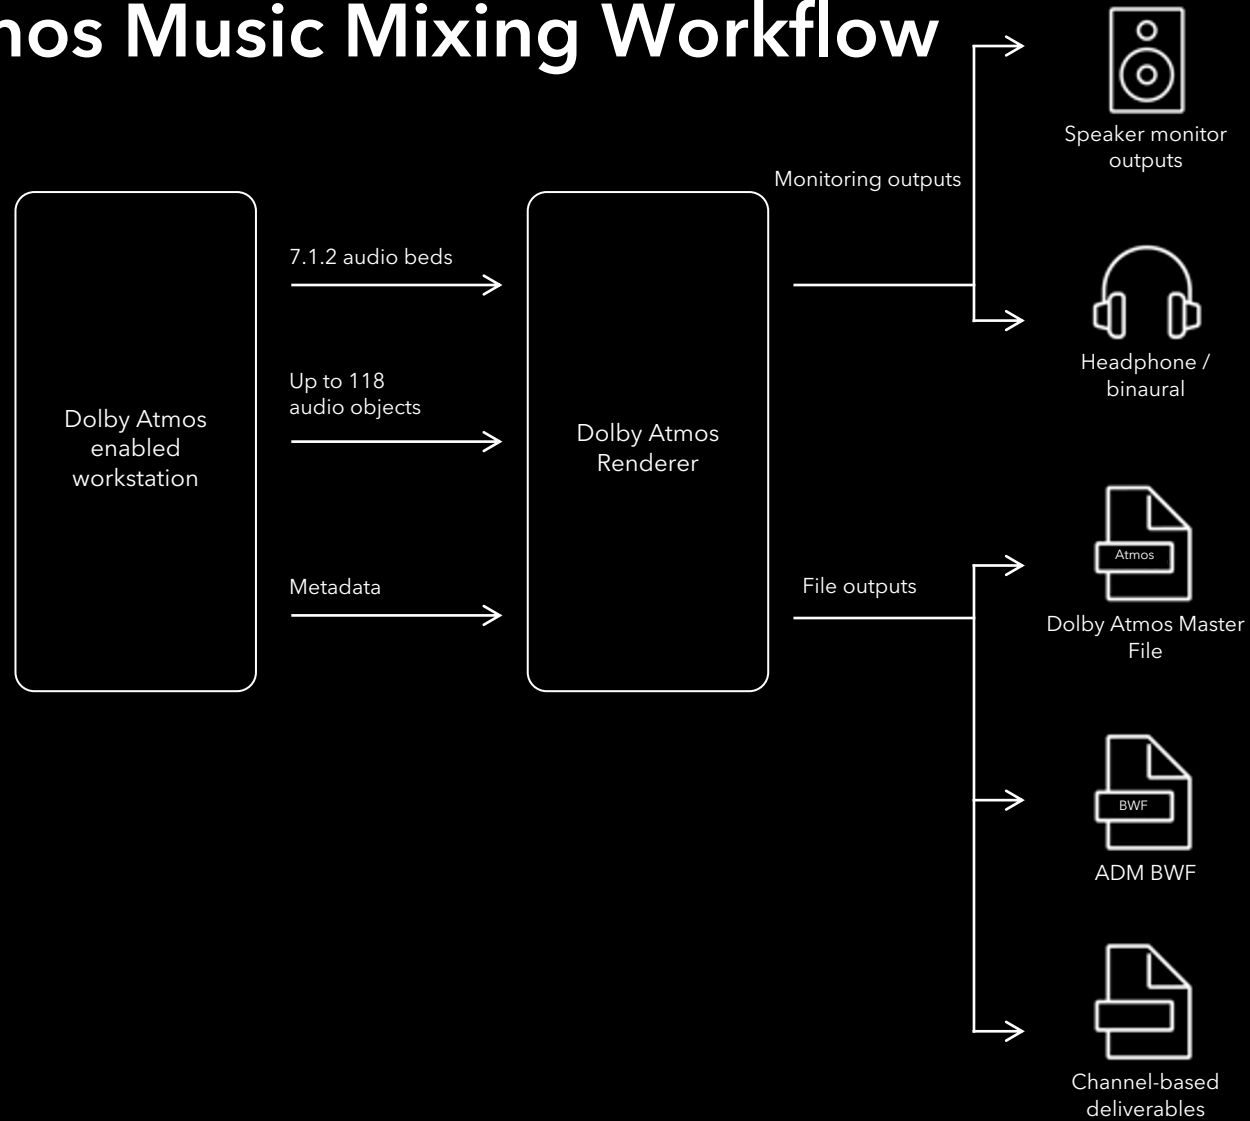 nos Music Mixing Workflow
Speaker monitor
outputs
Monitoring outputs
7.1.2 audio beds
Headphone /
binaural
Up to 118
audio objects
Dolby Atmos
enabled
workstation
Dolby Atmos
Renderer
Metadata
File outputs
Atmos
Dolby Atmos Master
File
BWF
ADM BWF
Channel-based
deliverables